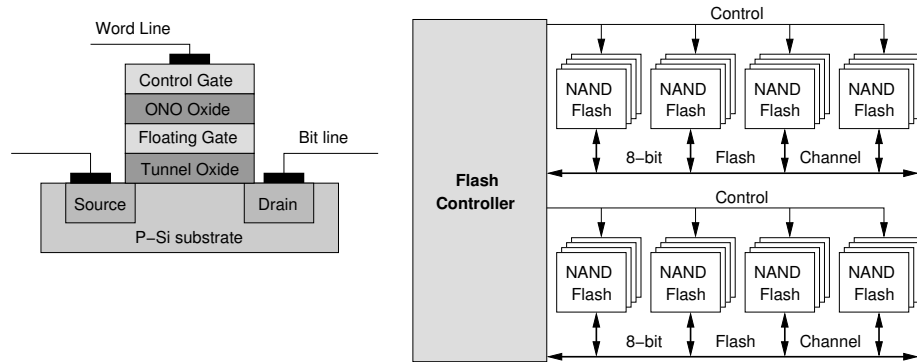 Word Line
Control Gate
ONO Oxide
Floating Gate
Bit line
Tunnel Oxide
Source
Drain
P−Si substrate
Flash
Controller
Control
NAND
Flash
NAND
Flash
NAND
Flash
NAND
Flash
8−bit Flash Channel
Control
NAND
Flash
NAND
Flash
NAND
Flash
NAND
Flash
8−bit Flash Channel